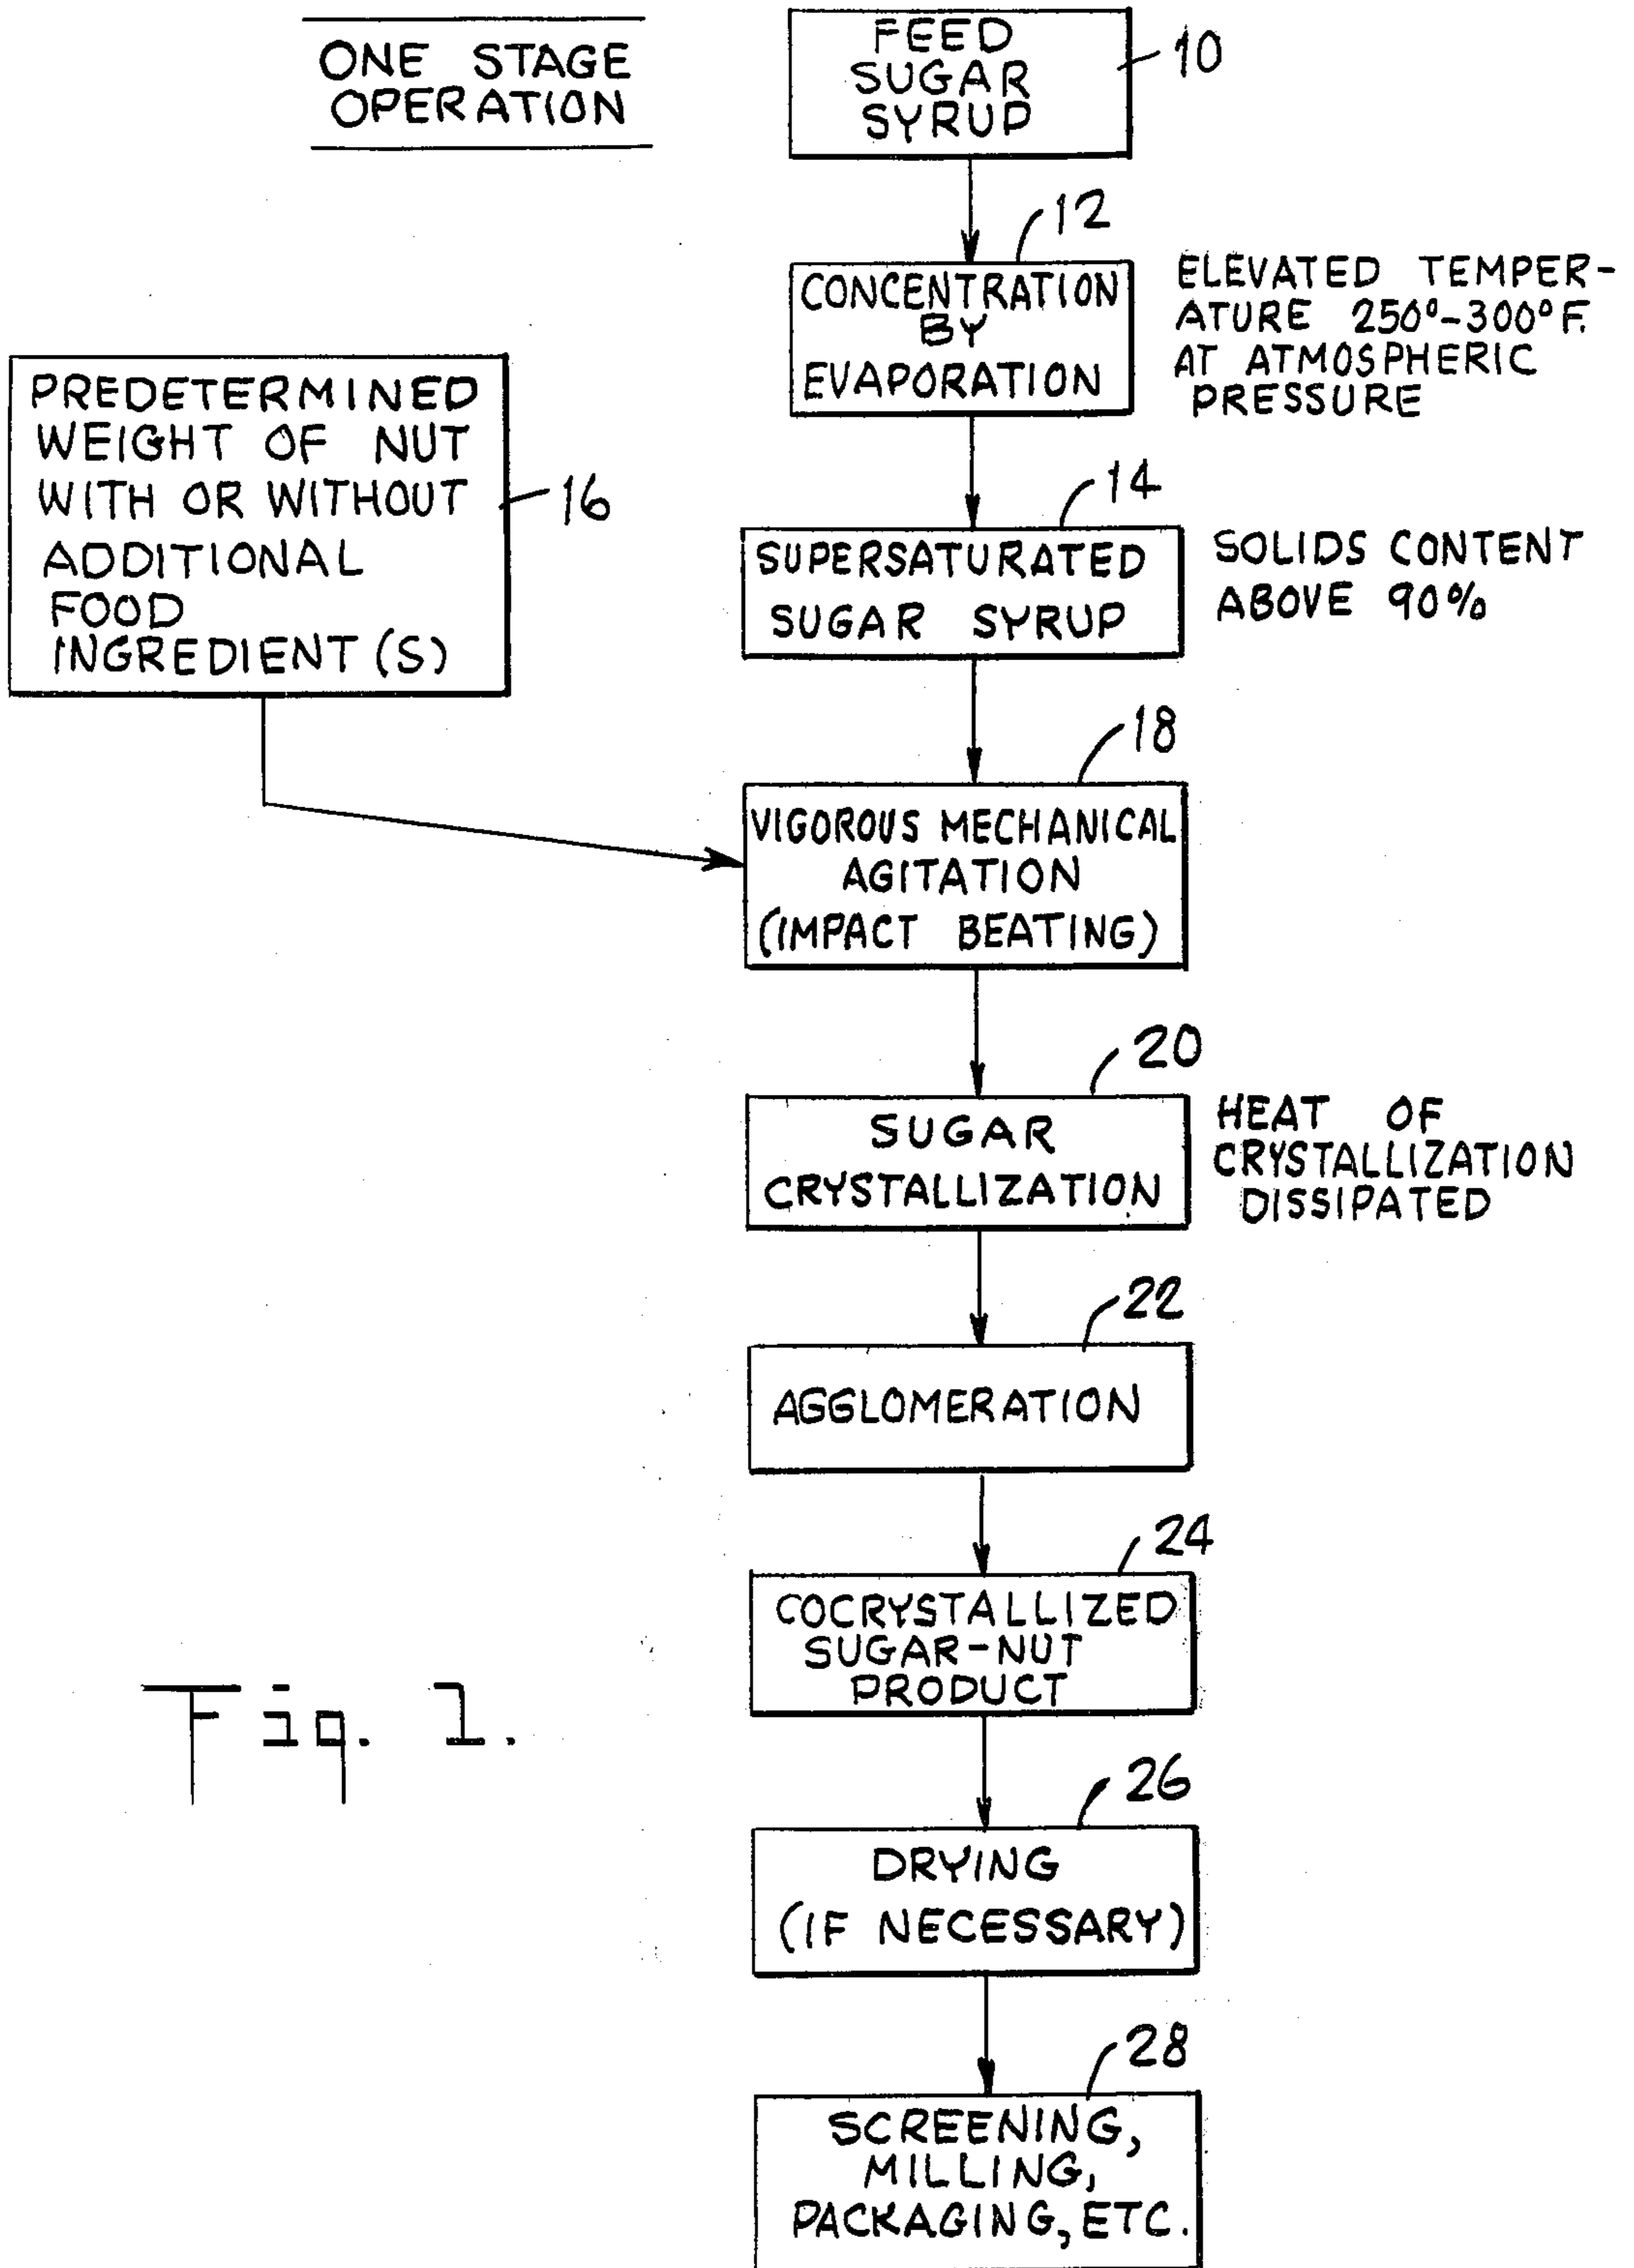 ONE STAGE
OPERATION
FEED
SUGAR
SYRUP
10
12
CONCENTRATION
BY
EVAPORATION
ELEVATED TEMPER-
ATURE 250°-300°F.
AT ATMOSPHERIC
PRESSURE
PREDETERMINED
WEIGHT OF NUT
WITH OR WITHOUT
ADDITIONAL
FOOD
INGREDIENT(S)
16
14
SUPERSATURATED
SUGAR SYRUP
SOLIDS CONTENT
ABOVE 90%
18
VIGOROUS MECHANICAL
AGITATION
(IMPACT BEATING)
20
SUGAR
CRYSTALLIZATION
HEAT OF
CRYSTALLIZATION
DISSIPATED
22
AGGLOMERATION
24
COCRYSTALLIZED
SUGAR-NUT
PRODUCT
Fig. 1.
26
DRYING
(IF NECESSARY)
28
SCREENING,
MILLING,
PACKAGING, ETC.